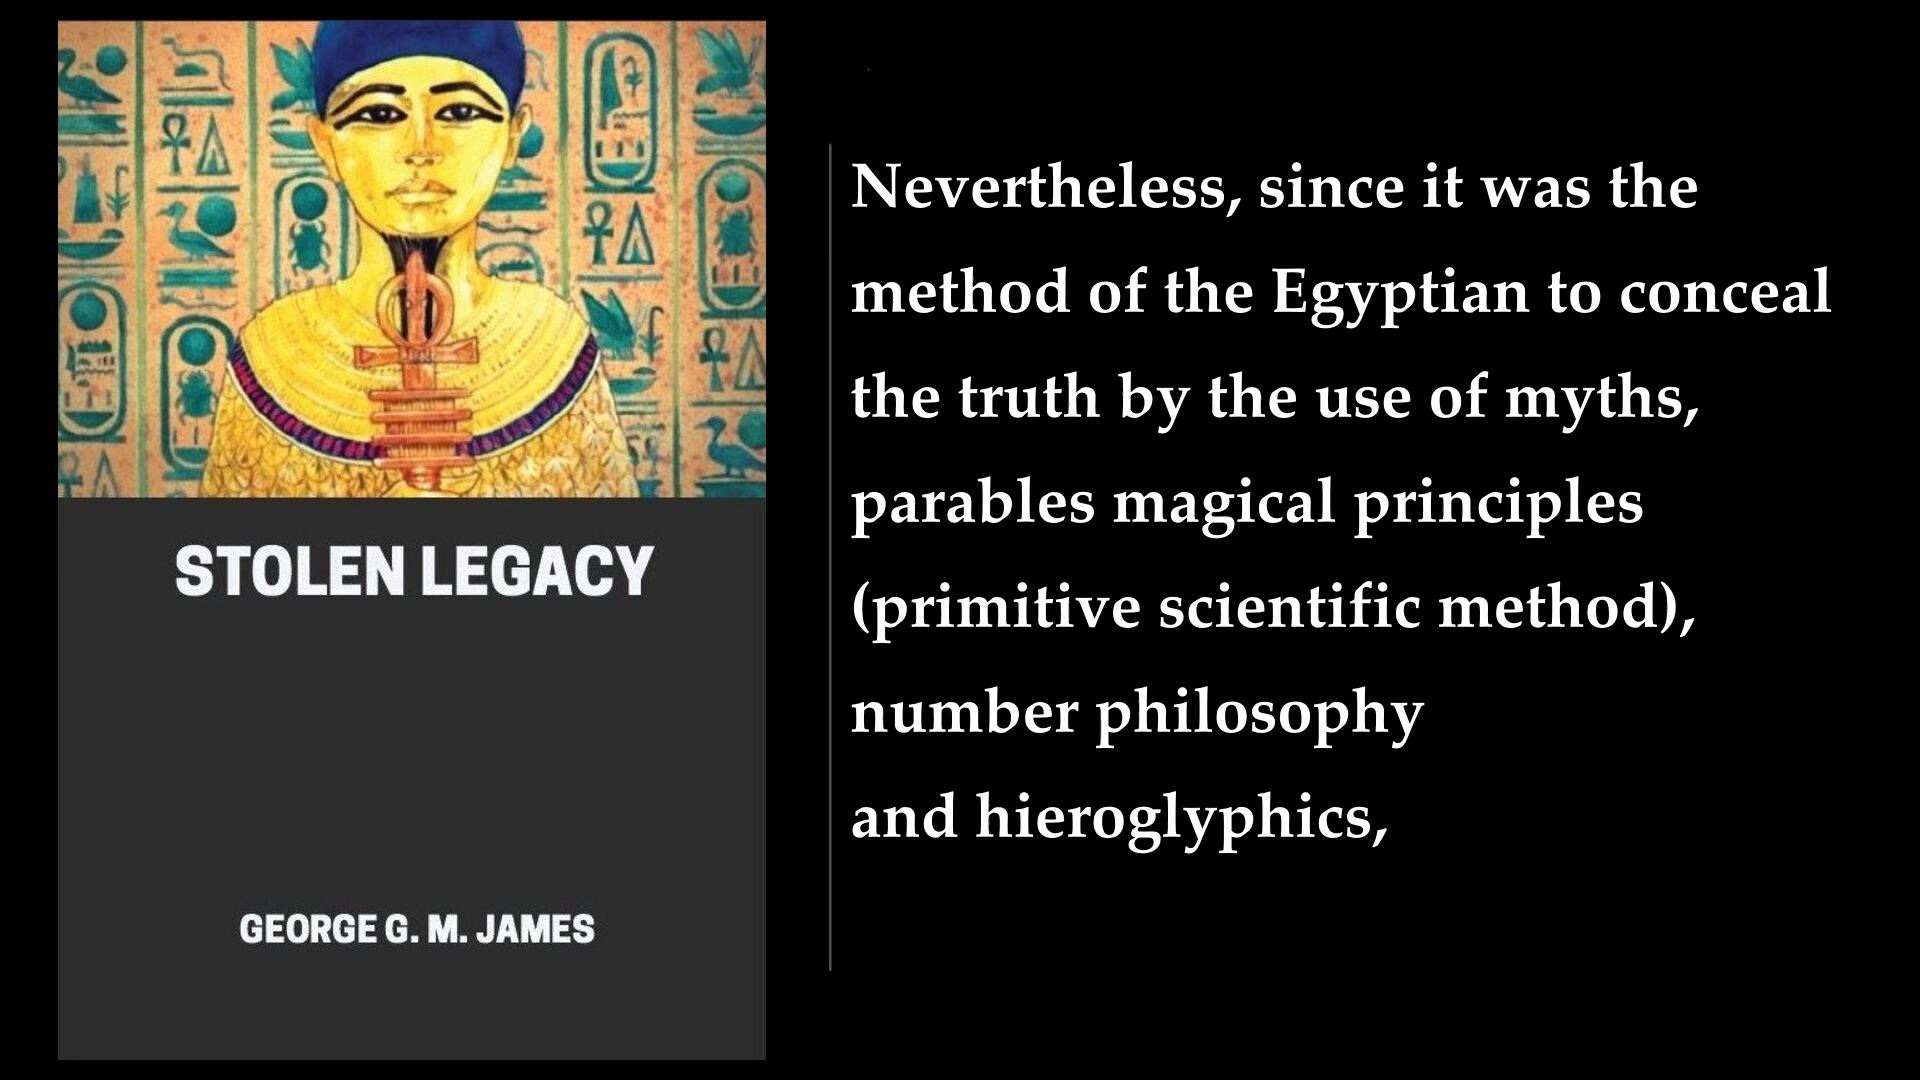 STOLEN LEGACY
GEORGE G. M. JAMES
Nevertheless, since it was the
method of the Egyptian to conceal
the truth by the use of myths,
parables magical principles
(primitive scientific method),
number philosophy
and hieroglyphics,